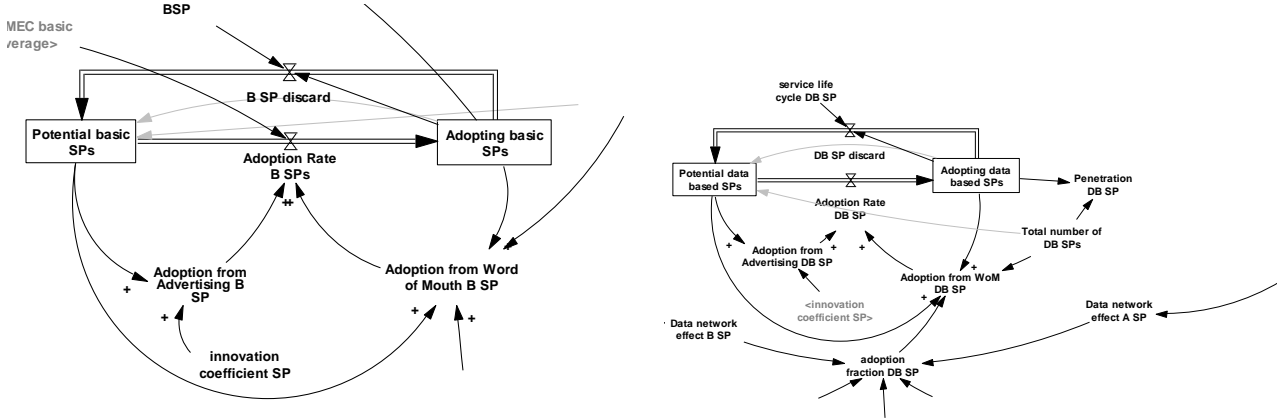 BSP
MEC basic
verage>
B SP discard
Potential basic
SPs
Adopting basic
SPs
Adoption Rate
B SPs
++
Adoption from
Advertising B
SP
+
+
Adoption from Word
of Mouth B SP
+
+
+
innovation
coefficient SP
service life
cycle DB SP
DB SP discard
Potential data
based SPs
Adopting data
based SPs
Penetration
DB SP
Adoption Rate
DB SP
+
+
Total number of
DB SPs
+
Adoption from
Advertising DB SP
+
Adoption from WoM
DB SP
+
<innovation
coefficient SP>
Data network
effect B SP
Data network
effect A SP
adoption
fraction DB SP